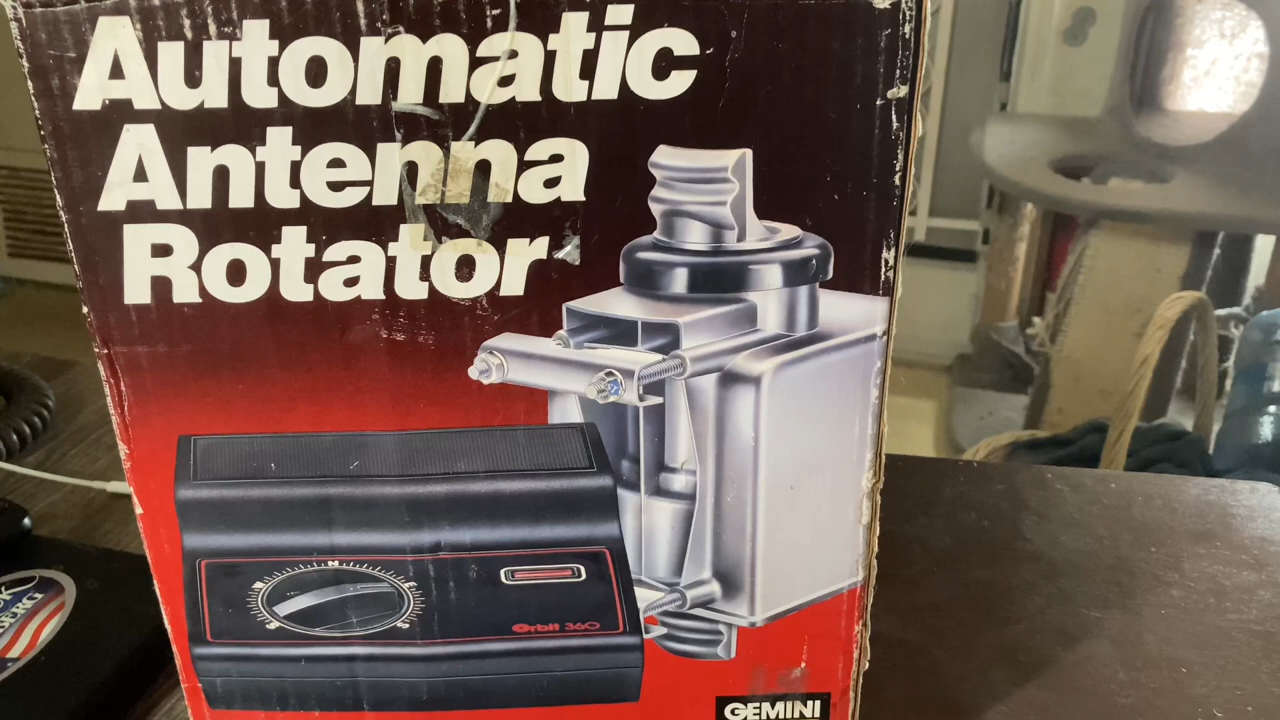 Automatic
Antenna
Rotator
N
E
S
Orbit 360
GEMINI